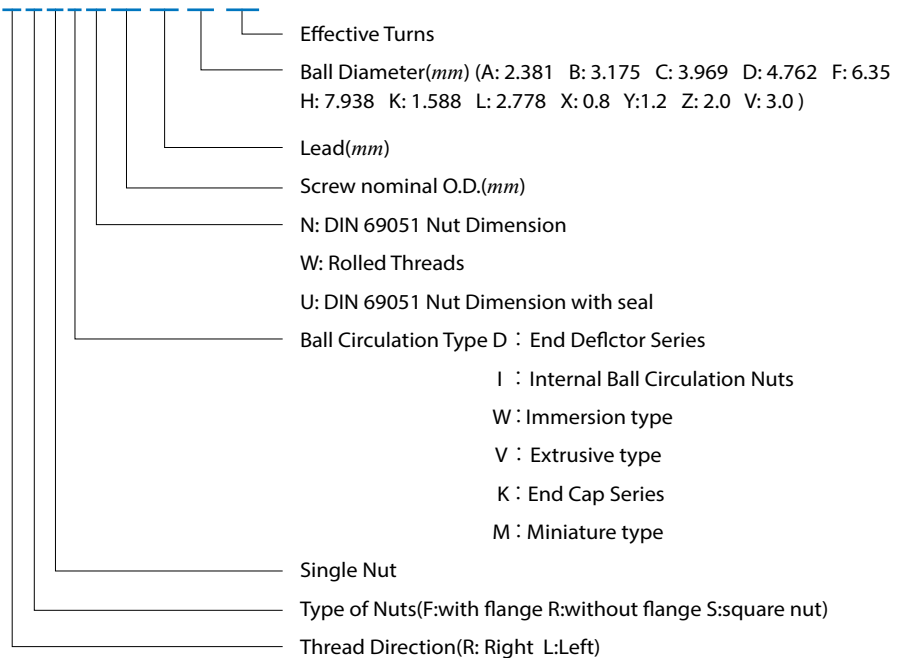 Effective Turns
Ball Diameter(mm) (A: 2.381 B: 3.175 C: 3.969 D: 4.762 F: 6.35
H: 7.938 K: 1.588 L: 2.778 X: 0.8 Y:1.2 Z: 2.0 V: 3.0 )
Lead(mm)
Screw nominal O.D.(mm)
N: DIN 69051 Nut Dimension
W: Rolled Threads
U: DIN 69051 Nut Dimension with seal
Ball Circulation Type D：End Deflctor Series
I：Internal Ball Circulation Nuts
W：Immersion type
V：Extrusive type
K：End Cap Series
M：Miniature type
Single Nut
Type of Nuts(F:with flange R:without flange S:square nut)
Thread Direction(R: Right L:Left)